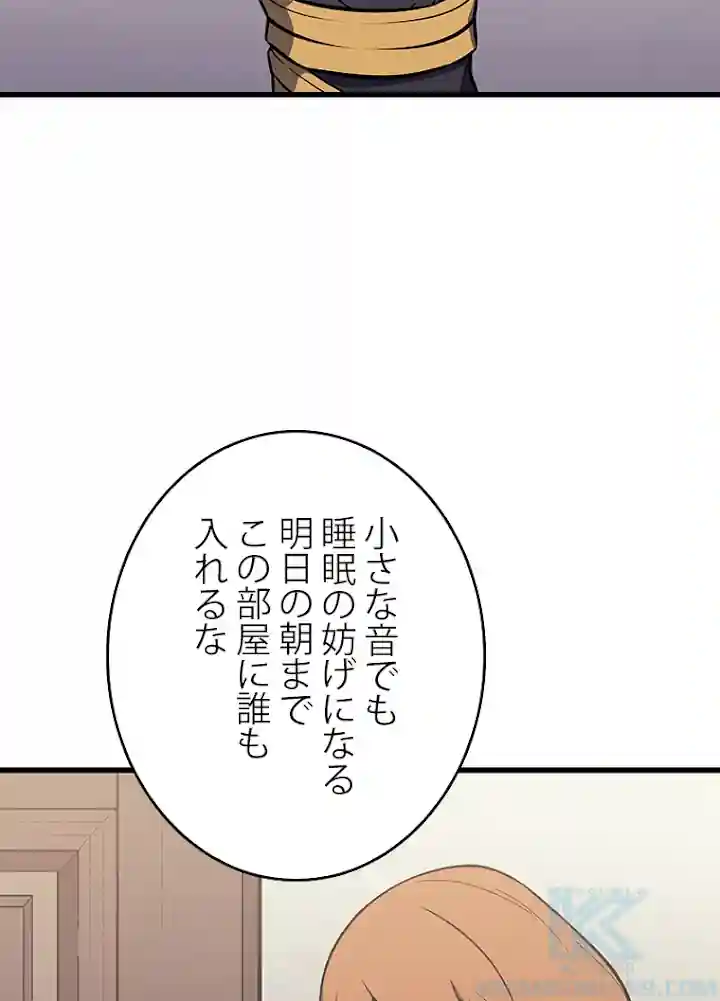 小さな音でも
睡眠の妨げになる
明日の朝まで
この部屋に誰も
入れるな